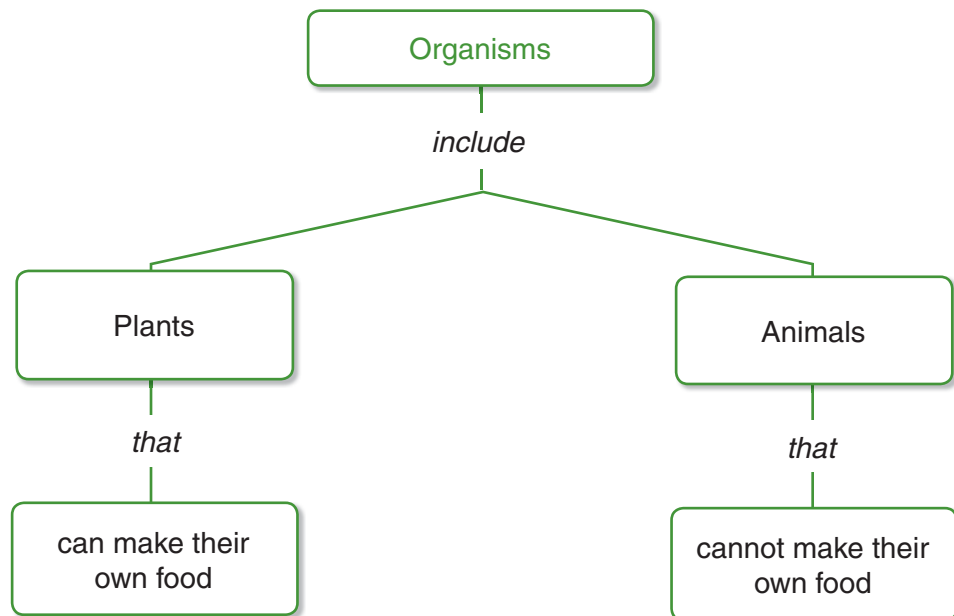 Organisms
include
Plants
Animals
that
that
can make their
own food
cannot make their
own food